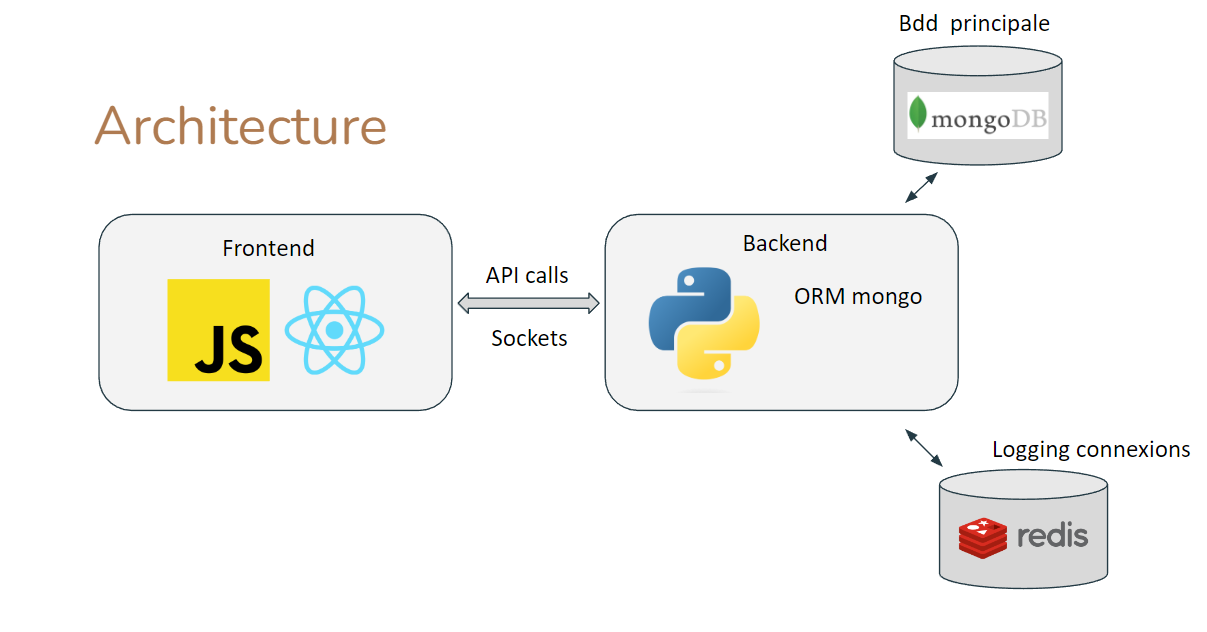 Bdd principale
mongoDB
Architecture
Frontend
JS
API calls
Sockets
Backend
ORM mongo
Logging connexions
redis